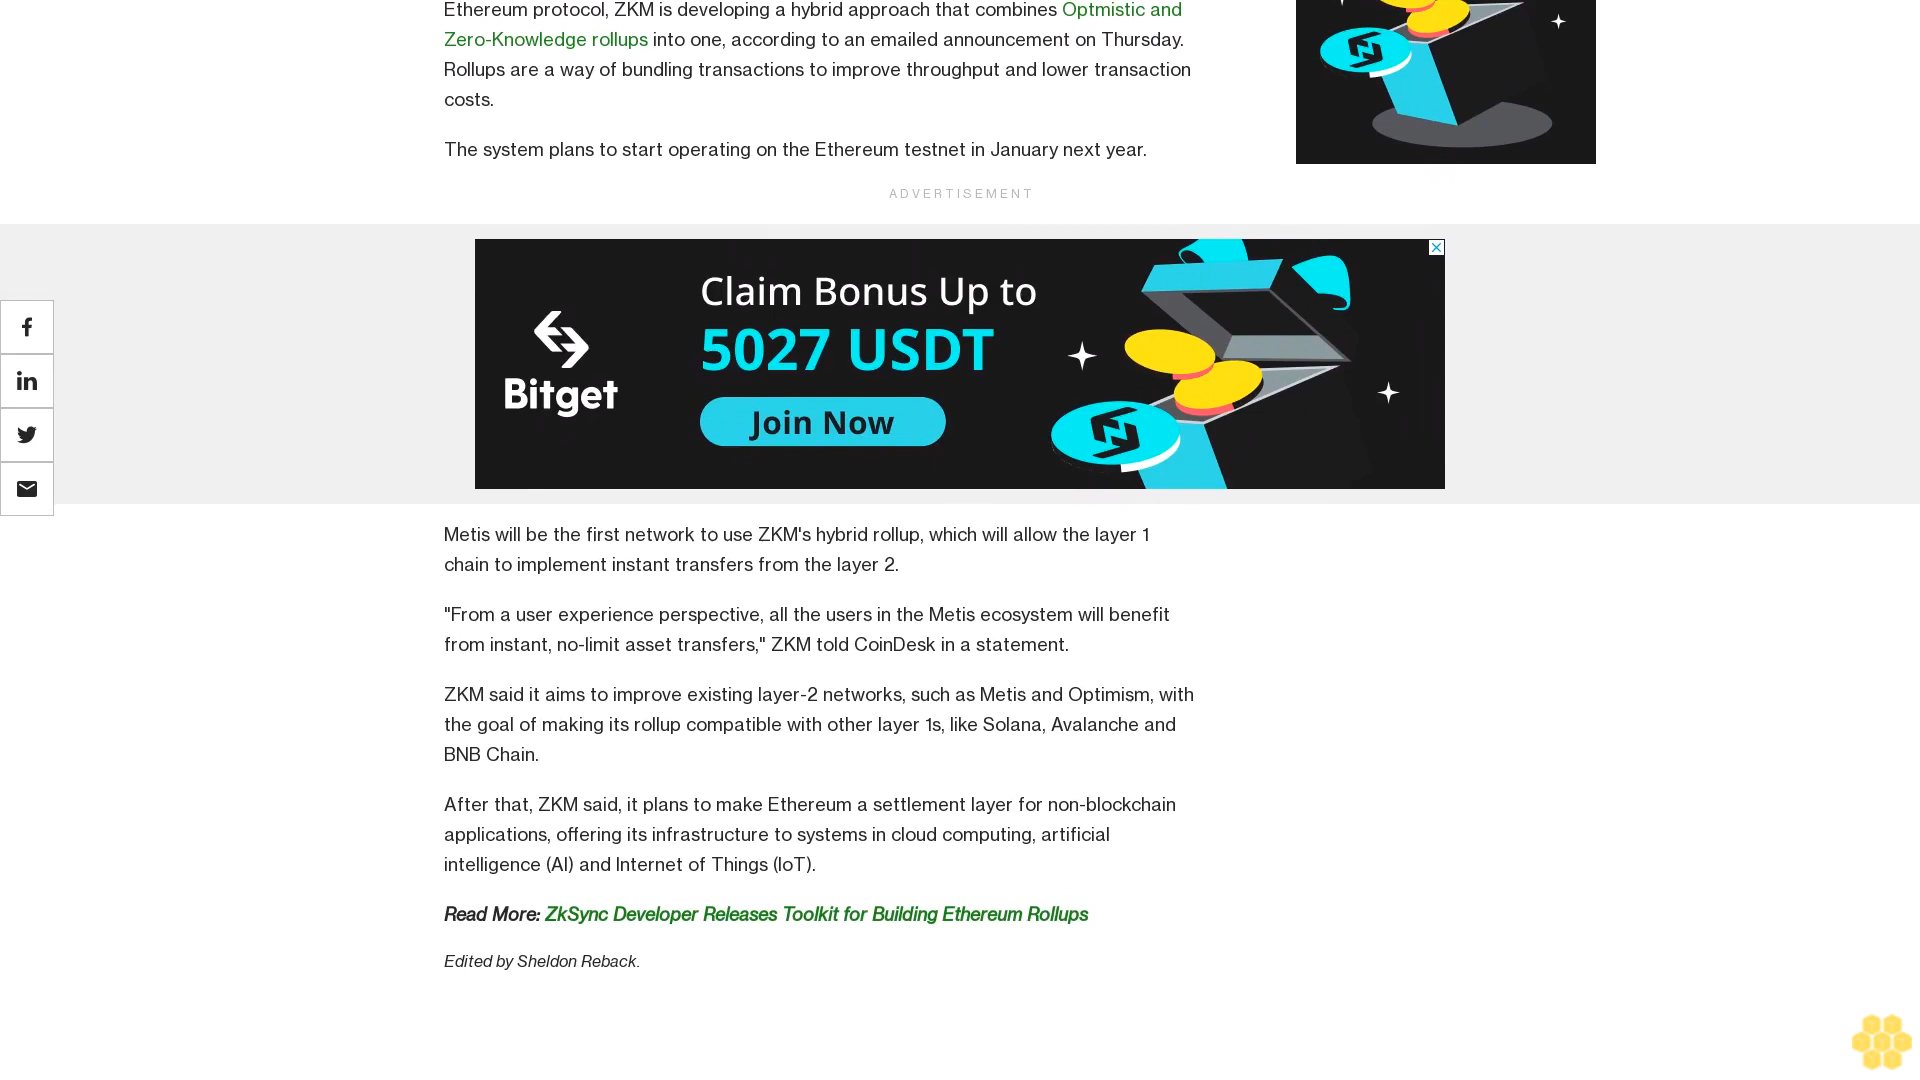 Ethereum protocol, ZKM is developing a hybrid approach that combines Optmistic and
Zero-Knowledge rollups into one, according to an emailed announcement on Thursday.
Rollups are a way of bundling transactions to improve throughput and lower transaction
costs.
The system plans to start operating on the Ethereum testnet in January next year.
ADVERTISEMENT
Claim Bonus Up to
5027 USDT
Bitget
Join Now
Metis will be the first network to use ZKM's hybrid rollup, which will allow the layer 1
chain to implement instant transfers from the layer 2.
"From a user experience perspective, all the users in the Metis ecosystem will benefit
from instant, no-limit asset transfers," ZKM told CoinDesk in a statement.
ZKM said it aims to improve existing layer-2 networks, such as Metis and Optimism, with
the goal of making its rollup compatible with other layer 1s, like Solana, Avalanche and
BNB Chain.
After that, ZKM said, it plans to make Ethereum a settlement layer for non-blockchain
applications, offering its infrastructure to systems in cloud computing, artificial
intelligence (AI) and Internet of Things (IoT).
Read More: ZkSync Developer Releases Toolkit for Building Ethereum Rollups
Edited by Sheldon Reback.